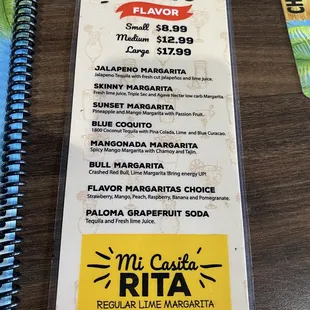 FLAVOR
Small $8.99
Medium $12.99
Large $17.99
JALAPENO MARGARITA
Jalapeno Tequila with fresh cut jalapeños and lime juice.
SKINNY MARGARITA
Fresh lime juice, Triple Sec and Agave Nectar low carb Margarita.
SUNSET MARGARITA
Pineapple and Mango Margarita with Passion Fruit.
BLUE COQUITO
1800 Coconut Tequila with Pina Colada, Lime and Blue Curacao.
MANGONADA MARGARITA
Spicy Mango Margarita with Chamoy and Tajin.
BULL MARGARITA
Crashed Red Bull, Lime Margarita !Bring energy UP!
FLAVOR MARGARITAS CHOICE
Strawberry, Mango, Peach, Raspberry, Banana and Pomegranate.
PALOMA GRAPEFRUIT SODA
Tequila and Fresh lime juice.
Mi Casita
RITA
REGULAR LIME MARGARITA